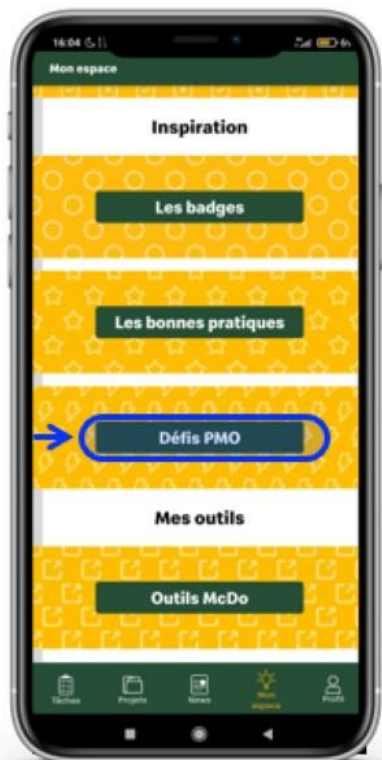 16:04
Mon espace
Inspiration
Les badges
Les bonnes pratiques
Défis PMO
Mes outils
Outils McDo
Tâches
Projets
News
Mon
espace
Profil